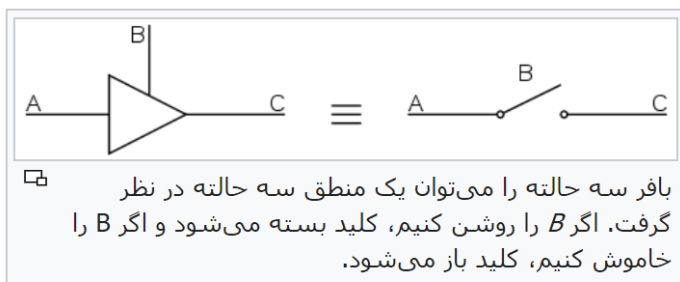 B
A
C
≡
B
A
C
بافر سه حالته را می‌توان یک منطق سه حالته در نظر
گرفت. اگر B را روشن کنیم، کلید بسته می‌شود و اگر B را
خاموش کنیم، کلید باز می‌شود.